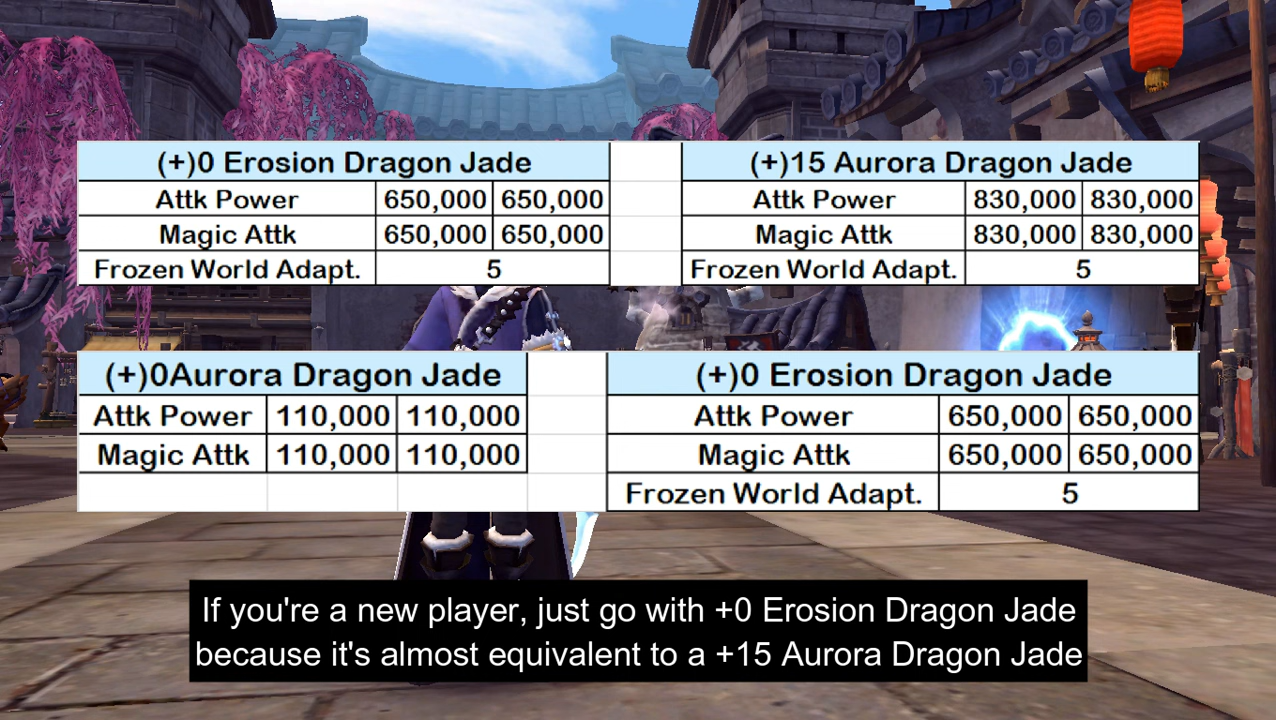 (+)0 Erosion Dragon Jade
Attk Power 650,000 650,000
Magic Attk 650,000 650,000
Frozen World Adapt. 5
(+)15 Aurora Dragon Jade
Attk Power 830,000 830,000
Magic Attk 830,000 830,000
Frozen World Adapt. 5
(+)0Aurora Dragon Jade
Attk Power 110,000 110,000
Magic Attk 110,000 110,000
(+)0 Erosion Dragon Jade
Attk Power 650,000 650,000
Magic Attk 650,000 650,000
Frozen World Adapt. 5
If you're a new player, just go with +0 Erosion Dragon Jade
because it's almost equivalent to a +15 Aurora Dragon Jade